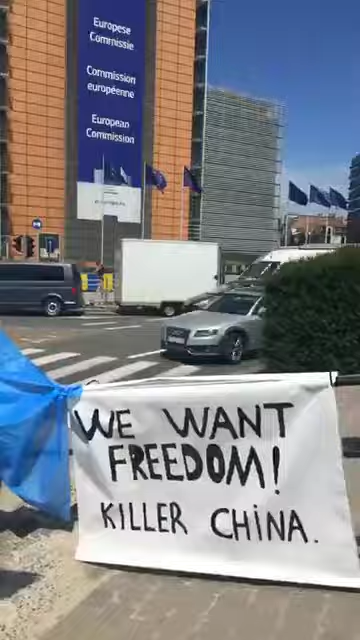 Europese
Commissie
Commission
européenne
European
Commission
WE WANT
FREEDOM!
KILLER CHINA.